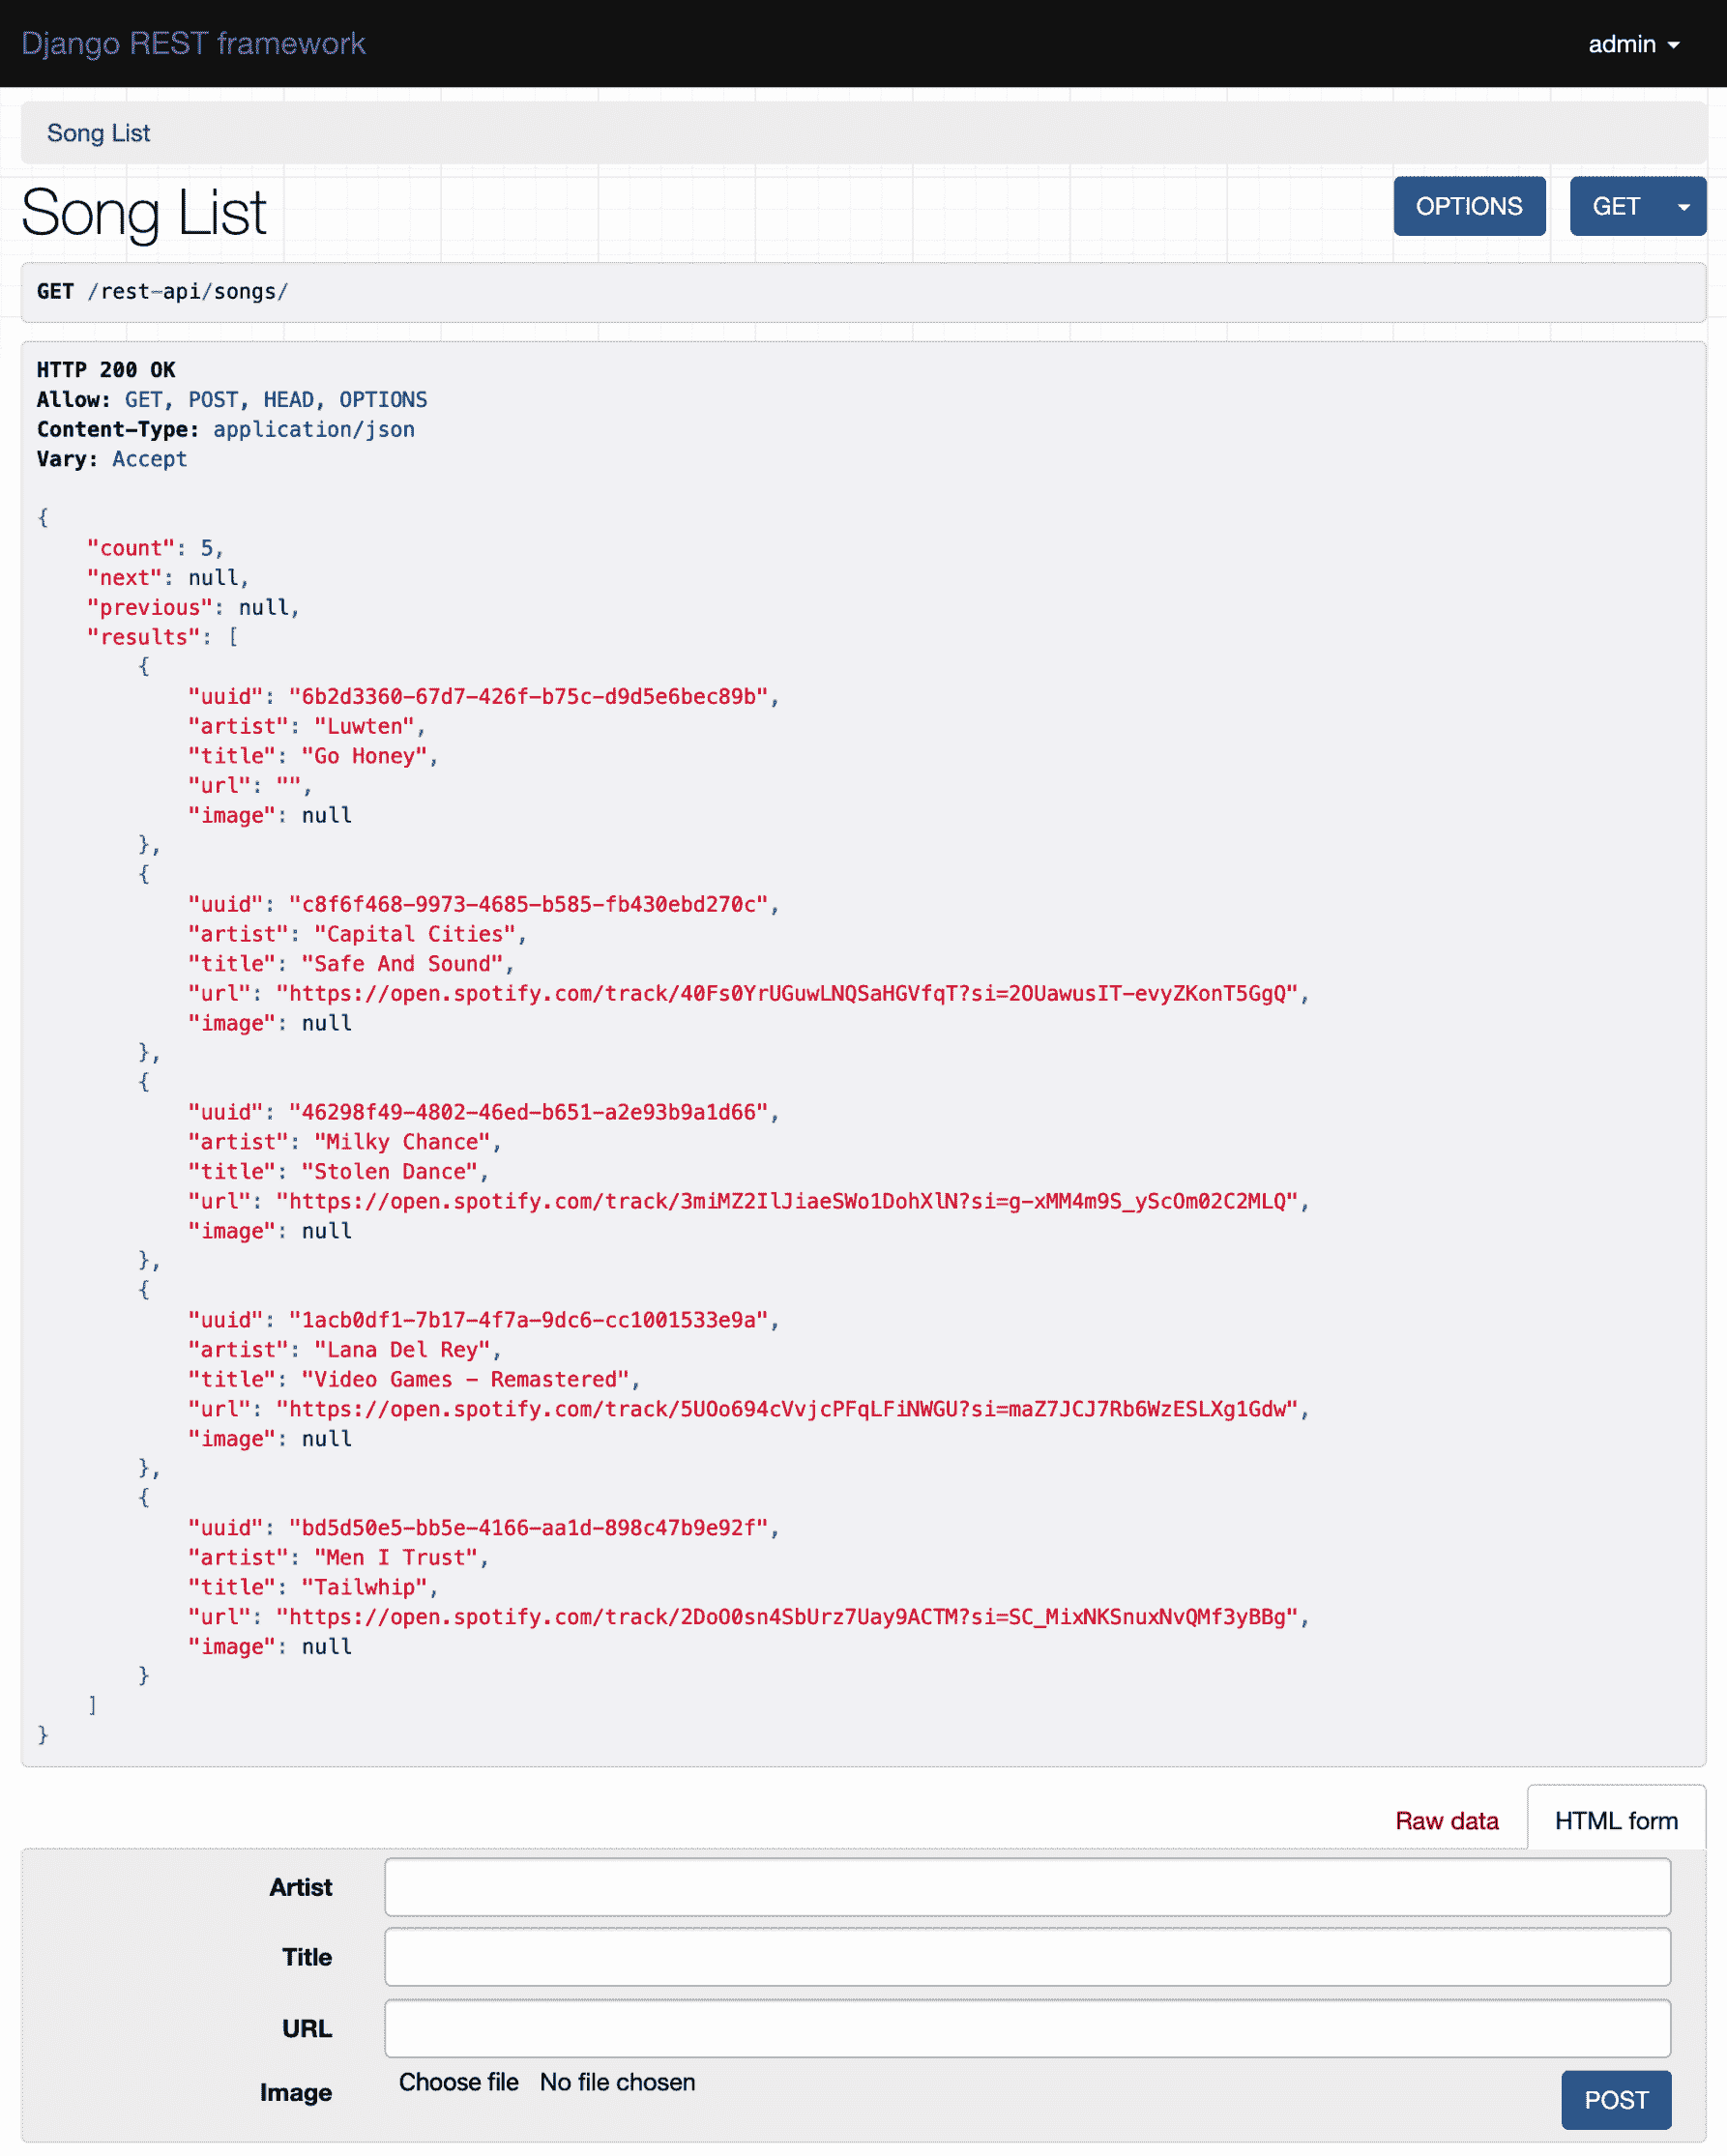 Django REST framework
admin
Song List
Song List
OPTIONS
GET
GET /rest-api/songs/
HTTP 200 OK
Allow: GET, POST, HEAD, OPTIONS
Content-Type: application/json
Vary: Accept
{
    "count": 5,
    "next": null,
    "previous": null,
    "results": [
        {
            "uuid": "6b2d3360-67d7-426f-b75c-d9d5e6bec89b",
            "artist": "Luwten",
            "title": "Go Honey",
            "url": "",
            "image": null
        },
        {
            "uuid": "c8f6f468-9973-4685-b585-fb430ebd270c",
            "artist": "Capital Cities",
            "title": "Safe And Sound",
            "url": "https://open.spotify.com/track/40Fs0YrUGuwLNQSaHGVfqT?si=2OUawusIT-evyZKonT5GgQ",
            "image": null
        },
        {
            "uuid": "46298f49-4802-46ed-b651-a2e93b9a1d66",
            "artist": "Milky Chance",
            "title": "Stolen Dance",
            "url": "https://open.spotify.com/track/3miMZ2IlJiaeSWo1DohXlN?si=g-xMM4m9S_yScOm02C2MLQ",
            "image": null
        },
        {
            "uuid": "1acb0df1-7b17-4f7a-9dc6-cc1001533e9a",
            "artist": "Lana Del Rey",
            "title": "Video Games - Remastered",
            "url": "https://open.spotify.com/track/5UOo694cVvjcPFqLFiNWGU?si=maZ7JCJ7Rb6WzESLXg1Gdw",
            "image": null
        },
        {
            "uuid": "bd5d50e5-bb5e-4166-aa1d-898c47b9e92f",
            "artist": "Men I Trust",
            "title": "Tailwhip",
            "url": "https://open.spotify.com/track/2DoO0sn4SbUrz7Uay9ACTM?si=SC_MixNKSnuxNvQMf3yBBg",
            "image": null
        }
    ]
}
Raw data
HTML form
Artist
Title
URL
Image
Choose file No file chosen
POST